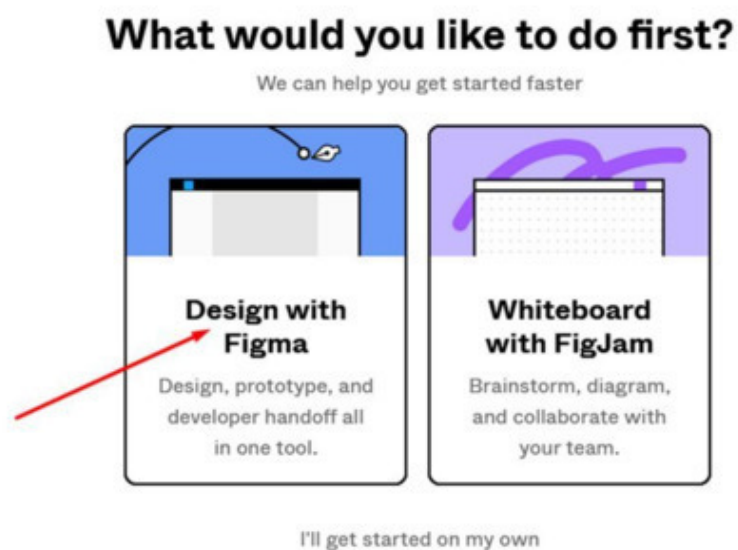 What would you like to do first?
We can help you get started faster
Design with
Figma
Design, prototype, and
developer handoff all
in one tool.
Whiteboard
with FigJam
Brainstorm, diagram,
and collaborate with
your team.
I'll get started on my own